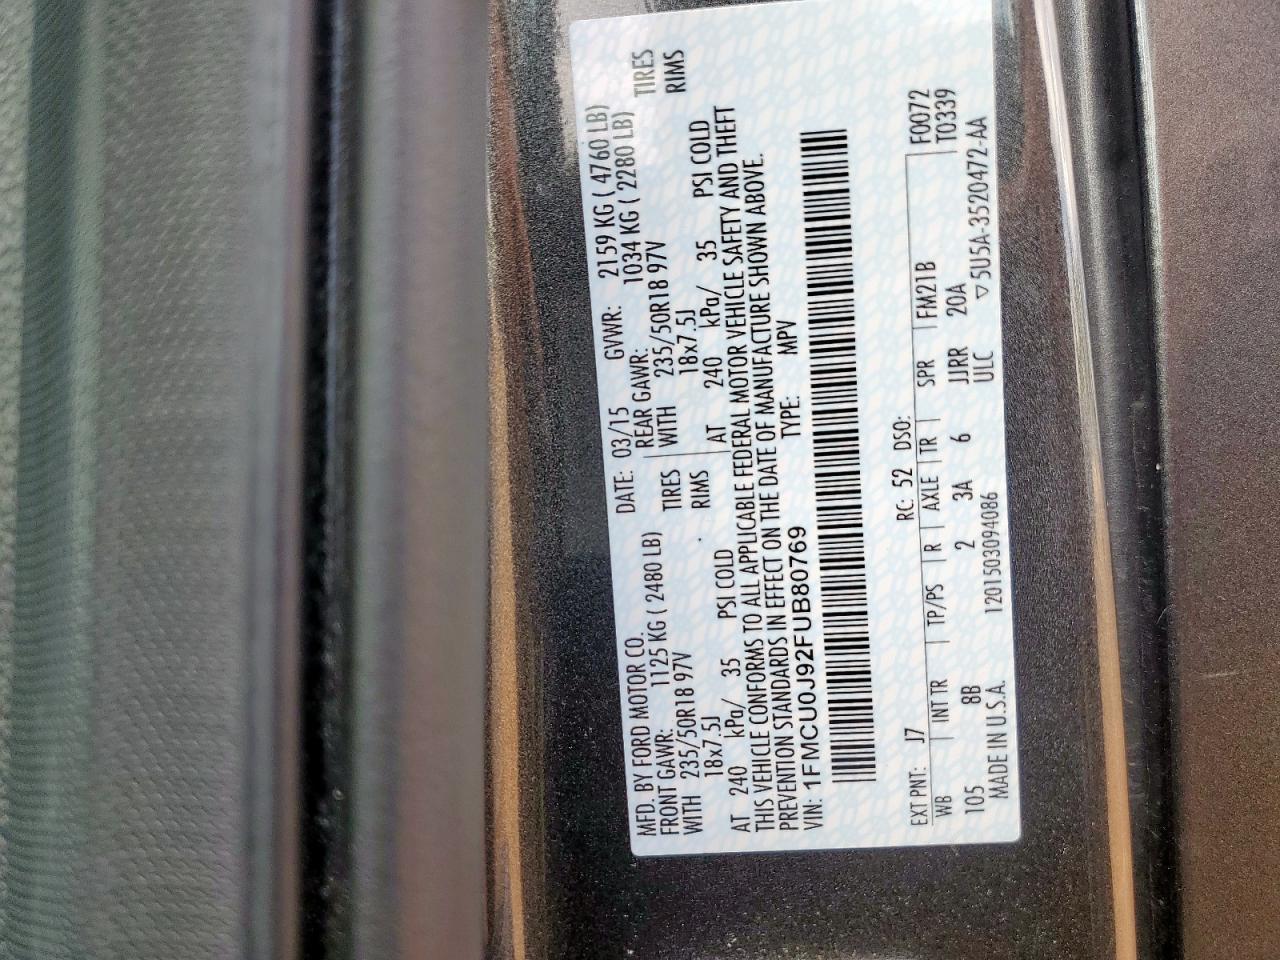 MFD. BY FORD MOTOR CO.
DATE: 03/15 GVWR: 2159 KG ( 4760 LB)
FRONT GAWR: 1125 KG ( 2480 LB) REAR GAWR: 1034 KG ( 2280 LB)
WITH 235/50R18 97V TIRES WITH 235/50R18 97V TIRES
18x7.5J RIMS 18x7.5J RIMS
AT 240 kPa/ 35 PSI COLD AT 240 kPa/ 35 PSI COLD
THIS VEHICLE CONFORMS TO ALL APPLICABLE FEDERAL MOTOR VEHICLE SAFETY AND THEFT
PREVENTION STANDARDS IN EFFECT ON THE DATE OF MANUFACTURE SHOWN ABOVE.
VIN: 1FMCU0J92FUB80769 TYPE: MPV
EXT PNT: J7 RC: 52 DSO: F0072
WB INT TR TP/PS R AXLE TR SPR FM21B T0339
105 8B 2 3A 6 JJRR 20A
MADE IN U.S.A. 1201503094086 ULC ▽5U5A-3520472-AA